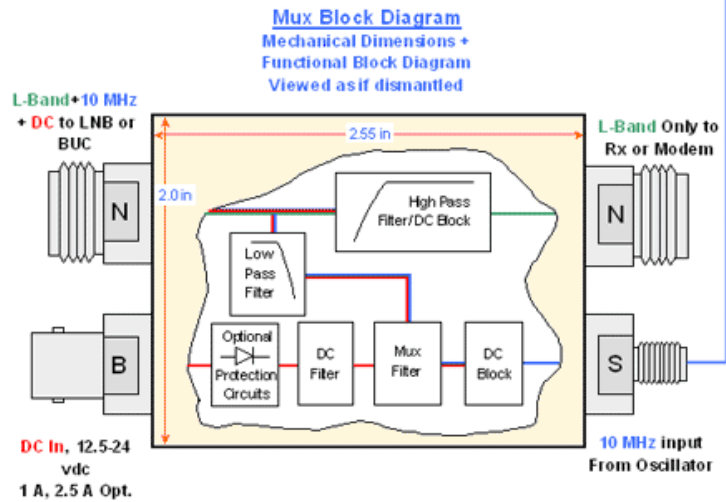 Mux Block Diagram
Mechanical Dimensions +
Functional Block Diagram
Viewed as if dismantled
L-Band+10 MHz
+ DC to LNB or
BUC
2.55 in
L-Band Only to
Rx or Modem
2.0 in
N
High Pass
Filter/DC Block
N
Low
Pass
Filter
B
Optional
Protection
Circuits
DC
Filter
Mux
Filter
DC
Block
S
DC In, 12.5-24
vdc
1 A, 2.5 A Opt.
10 MHz input
From Oscillator